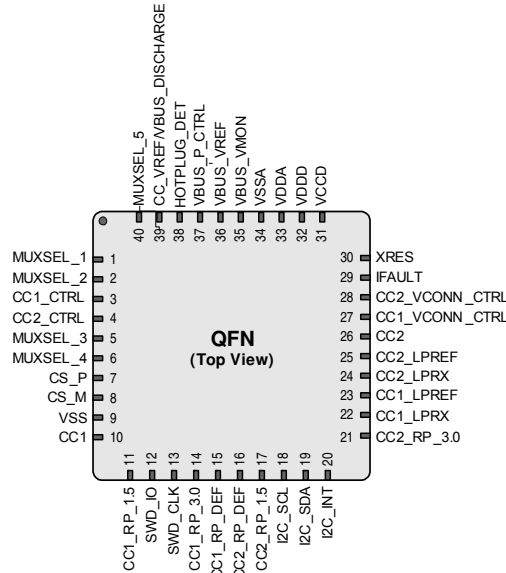 MUXSEL_5
CC_VREF/VBUS_DISCHARGE
HOTPLUG_DET
VBUS_P_CTRL
VBUS_VREF
VBUS_VMON
VSSA
VDDA
VDDD
VCCD
40
39
38
37
36
35
34
33
32
31
MUXSEL_1 1
MUXSEL_2 2
CC1_CTRL 3
CC2_CTRL 4
MUXSEL_3 5
MUXSEL_4 6
CS_P 7
CS_M 8
VSS 9
CC1 10
QFN
(Top View)
30 XRES
29 IFAULT
28 CC2_VCONN_CTRL
27 CC1_VCONN_CTRL
26 CC2
25 CC2_LPREF
24 CC2_LPRX
23 CC1_LPREF
22 CC1_LPRX
21 CC2_RP_3.0
11
12
13
14
15
16
17
18
19
20
CC1_RP_1.5
SWD_IO
SWD_CLK
CC1_RP_3.0
CC1_RP_DEF
CC2_RP_DEF
CC2_RP_1.5
I2C_SCL
I2C_SDA
I2C_INT